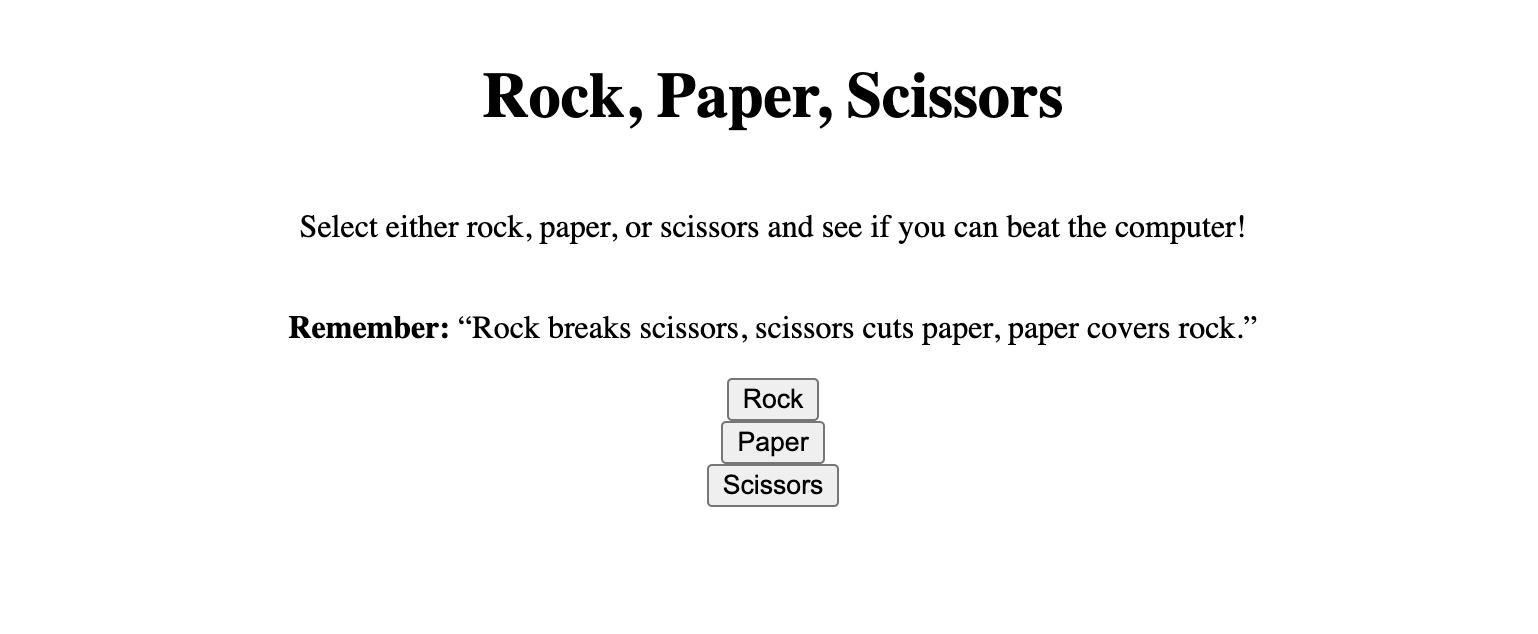 Rock, Paper, Scissors
Select either rock, paper, or scissors and see if you can beat the computer!
Remember: “Rock breaks scissors, scissors cuts paper, paper covers rock.”
Rock
Paper
Scissors